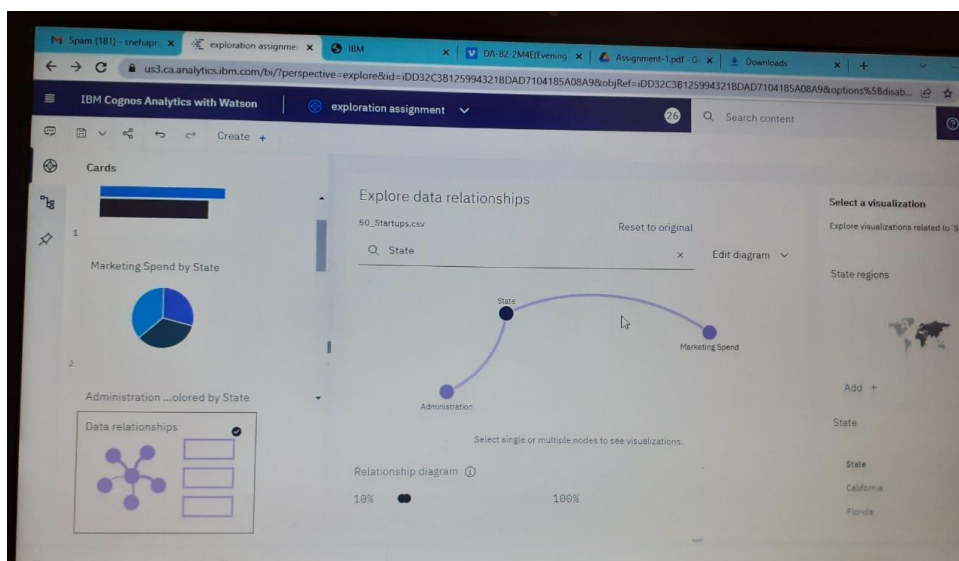 Spam (181) - snehapr
exploration assignme
IBM
DA-B2-2M4E(Evening
Assignment-1.pdf - G
Downloads
us3.ca.analytics.ibm.com/bi/?perspective=explore&id=iDD32C3B125994321BDAD7104185A08A9&objRef=iDD32C3B125994321BDAD7104185A08A9&options%5Bdisab...
IBM Cognos Analytics with Watson
exploration assignment
26
Search content
Create +
Cards
1
Marketing Spend by State
2
Administration ...olored by State
Data relationships
Explore data relationships
50_Startups.csv
Reset to original
State
Edit diagram
State
Marketing Spend
Administration
Select single or multiple nodes to see visualizations.
Relationship diagram
10%
100%
Select a visualization
Explore visualizations related to 'S
State regions
Add +
State
State
California
Florida